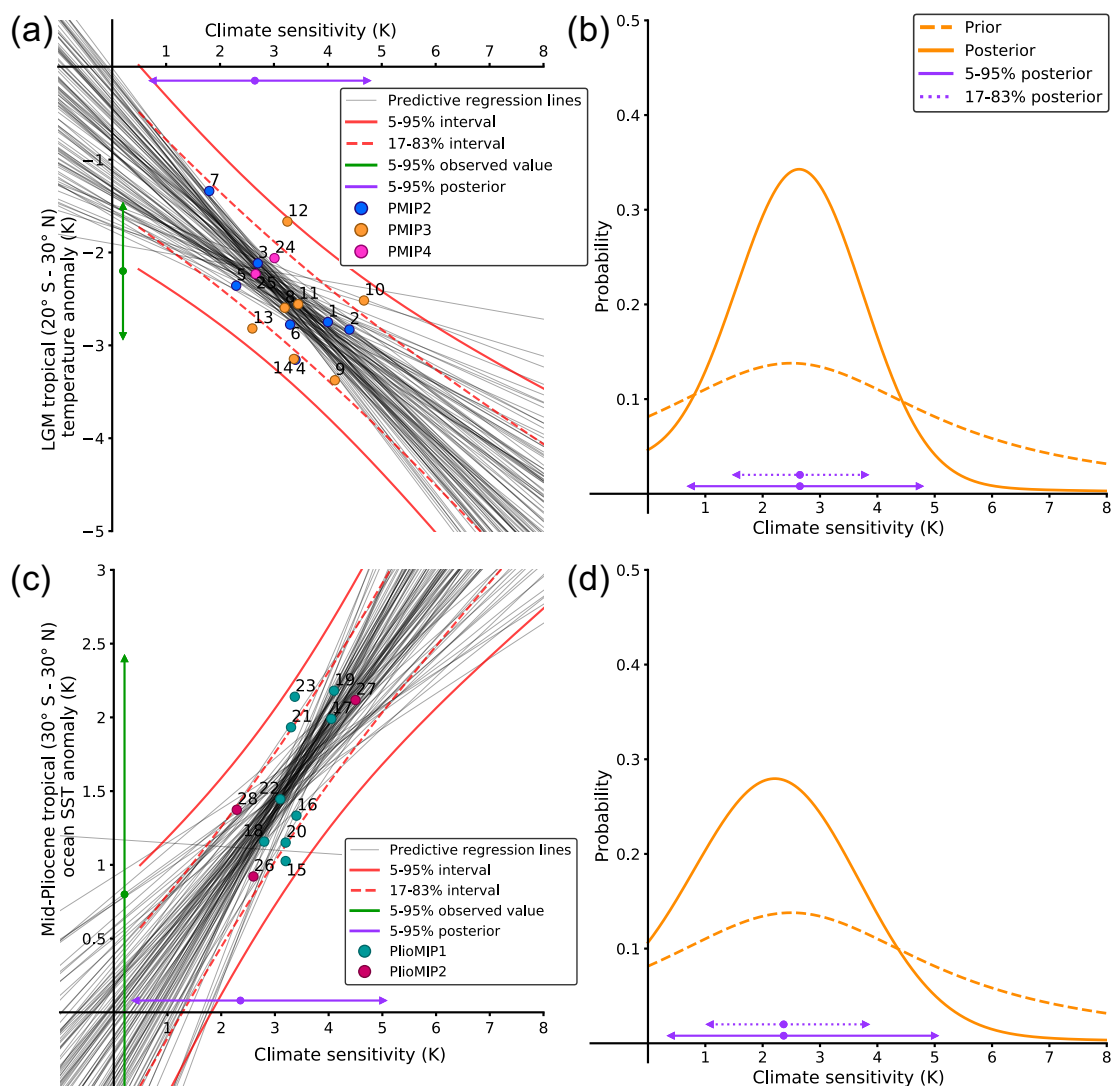 (a)
Climate sensitivity (K)
1 2 3 4 5 6 7 8
Predictive regression lines
5-95% interval
17-83% interval
5-95% observed value
5-95% posterior
PMIP2
PMIP3
PMIP4
LGM tropical (20° S - 30° N)
temperature anomaly (K)
−1
−2
−3
−4
−5
7
12
3
24
5
25
8
11
10
13
6
1
2
14
4
9
(b)
Prior
Posterior
5-95% posterior
17-83% posterior
Probability
0.5
0.4
0.3
0.2
0.1
1 2 3 4 5 6 7 8
Climate sensitivity (K)
(c)
Mid-Pliocene tropical (30° S - 30° N)
ocean SST anomaly (K)
3
2.5
2
1.5
1
0.5
23
19
27
21
17
22
28
16
18
20
26
15
Predictive regression lines
5-95% interval
17-83% interval
5-95% observed value
5-95% posterior
PlioMIP1
PlioMIP2
1 2 3 4 5 6 7 8
Climate sensitivity (K)
(d)
Probability
0.5
0.4
0.3
0.2
0.1
1 2 3 4 5 6 7 8
Climate sensitivity (K)